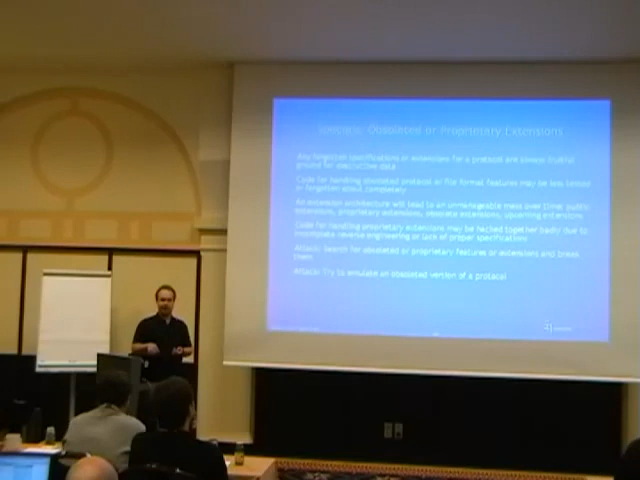 Specific: Obsoleted or Proprietary Extensions
Any forgotten specifications or extensions for a protocol are always fruitful
ground for destructive data
Code for handling obsoleted protocol or file format features may be less tested
or forgotten about completely
An extension architecture will lead to an unmanageable mess over time: public
extensions, proprietary extensions, obsolete extensions, upcoming extensions
Code for handling proprietary extensions may be hacked together badly due to
incomplete reverse engineering or lack of proper specifications
Attack: Search for obsoleted or proprietary features or extensions and break
them
Attack: Try to emulate an obsoleted version of a protocol